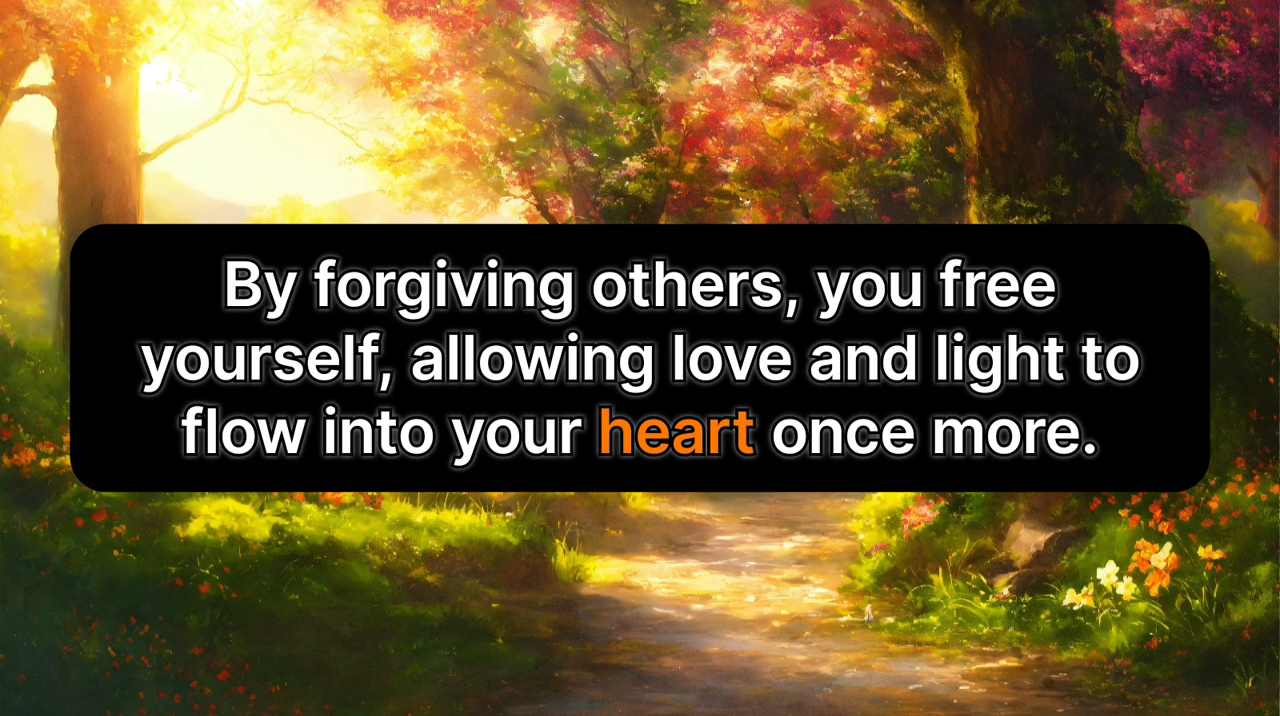 By forgiving others, you free
yourself, allowing love and light to
flow into your heart once more.